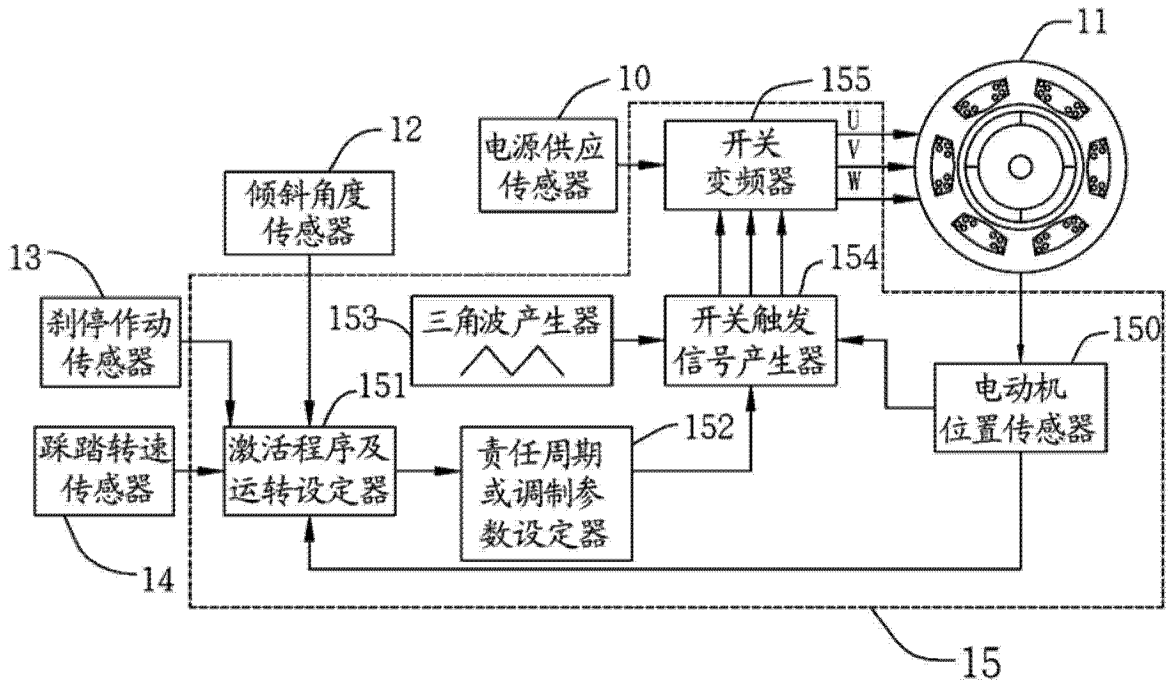 11
10
155
12
电源供应
传感器
开关
变频器
U
V
W
倾斜角度
传感器
13
154
刹停作动
传感器
153
三角波产生器
开关触发
信号产生器
150
151
电动机
位置传感器
152
踩踏转速
传感器
激活程序及
运转设定器
责任周期
或调制参
数设定器
14
15